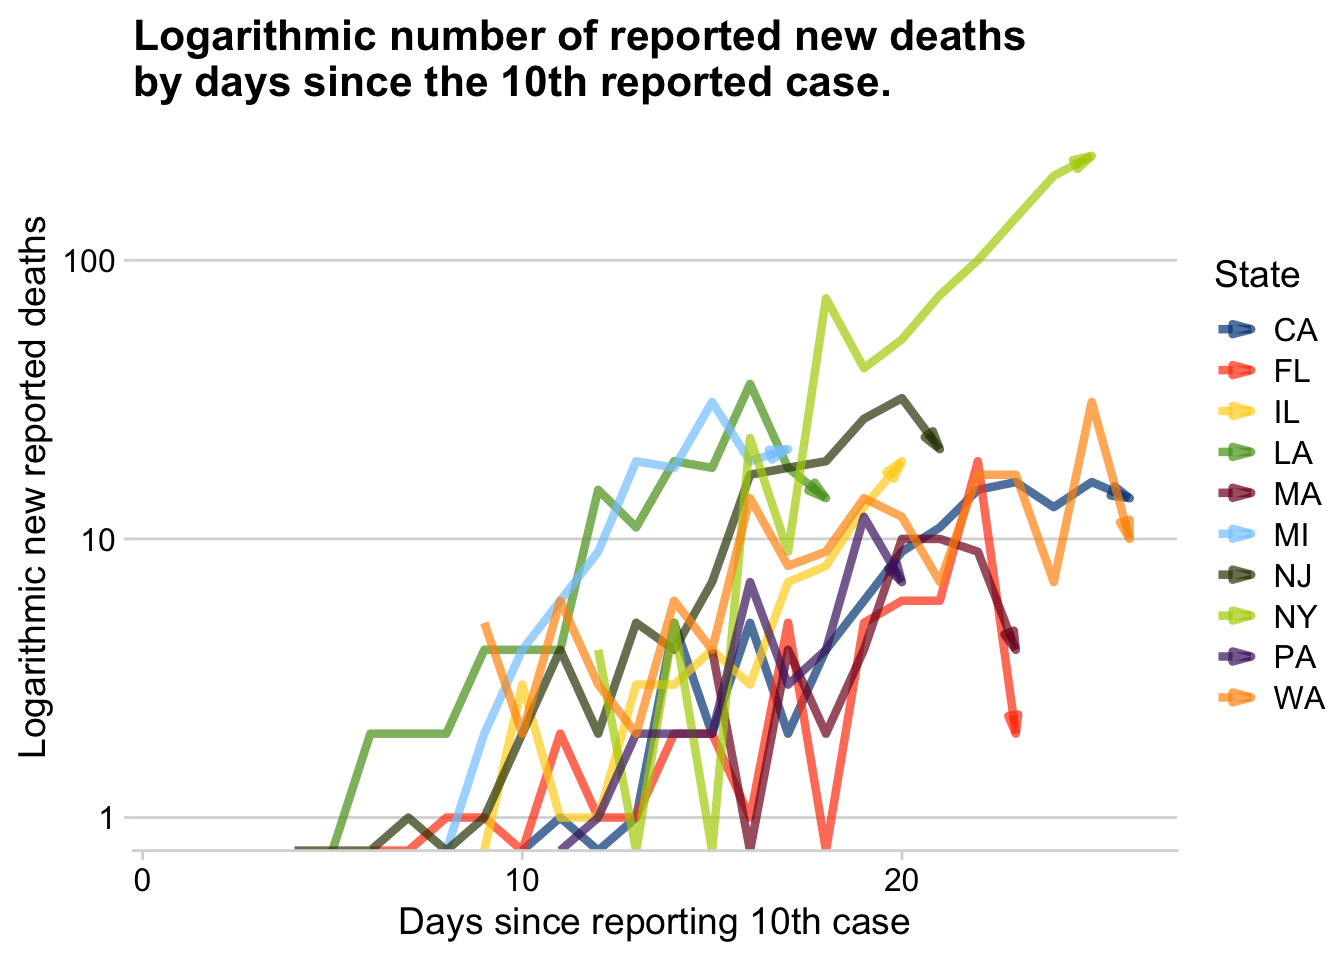 Logarithmic number of reported new deaths
by days since the 10th reported case.
Logarithmic new reported deaths
100
10
1
0
10
20
Days since reporting 10th case
State
CA
FL
IL
LA
MA
MI
NJ
NY
PA
WA